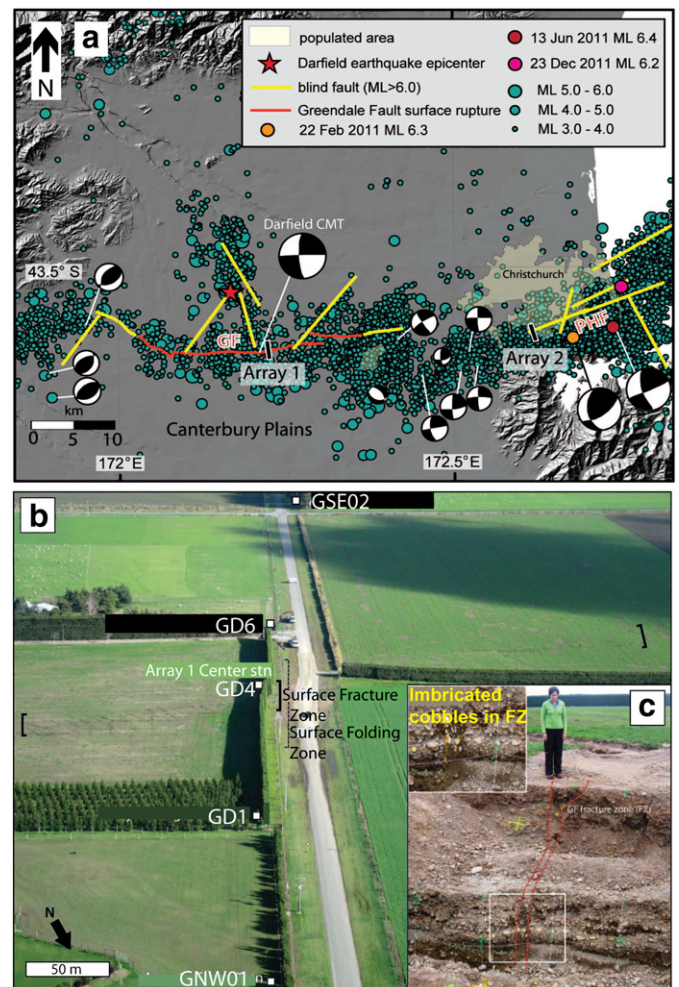 a
N
populated area
Darfield earthquake epicenter
blind fault (ML>6.0)
Greendale Fault surface rupture
22 Feb 2011 ML 6.3
13 Jun 2011 ML 6.4
23 Dec 2011 ML 6.2
ML 5.0 - 6.0
ML 4.0 - 5.0
ML 3.0 - 4.0
Darfield CMT
43.5° S
Christchurch
GF
PHF
Array 1
Array 2
km
0 5 10
Canterbury Plains
172°E
172.5°E
b
GSE02
GD6
Array 1 Center stn
GD4
Surface Fracture
Zone
Surface Folding
Zone
GD1
N
50 m
GNW01
n
c
Imbricated
cobbles in FZ
GF fracture zone (FZ)